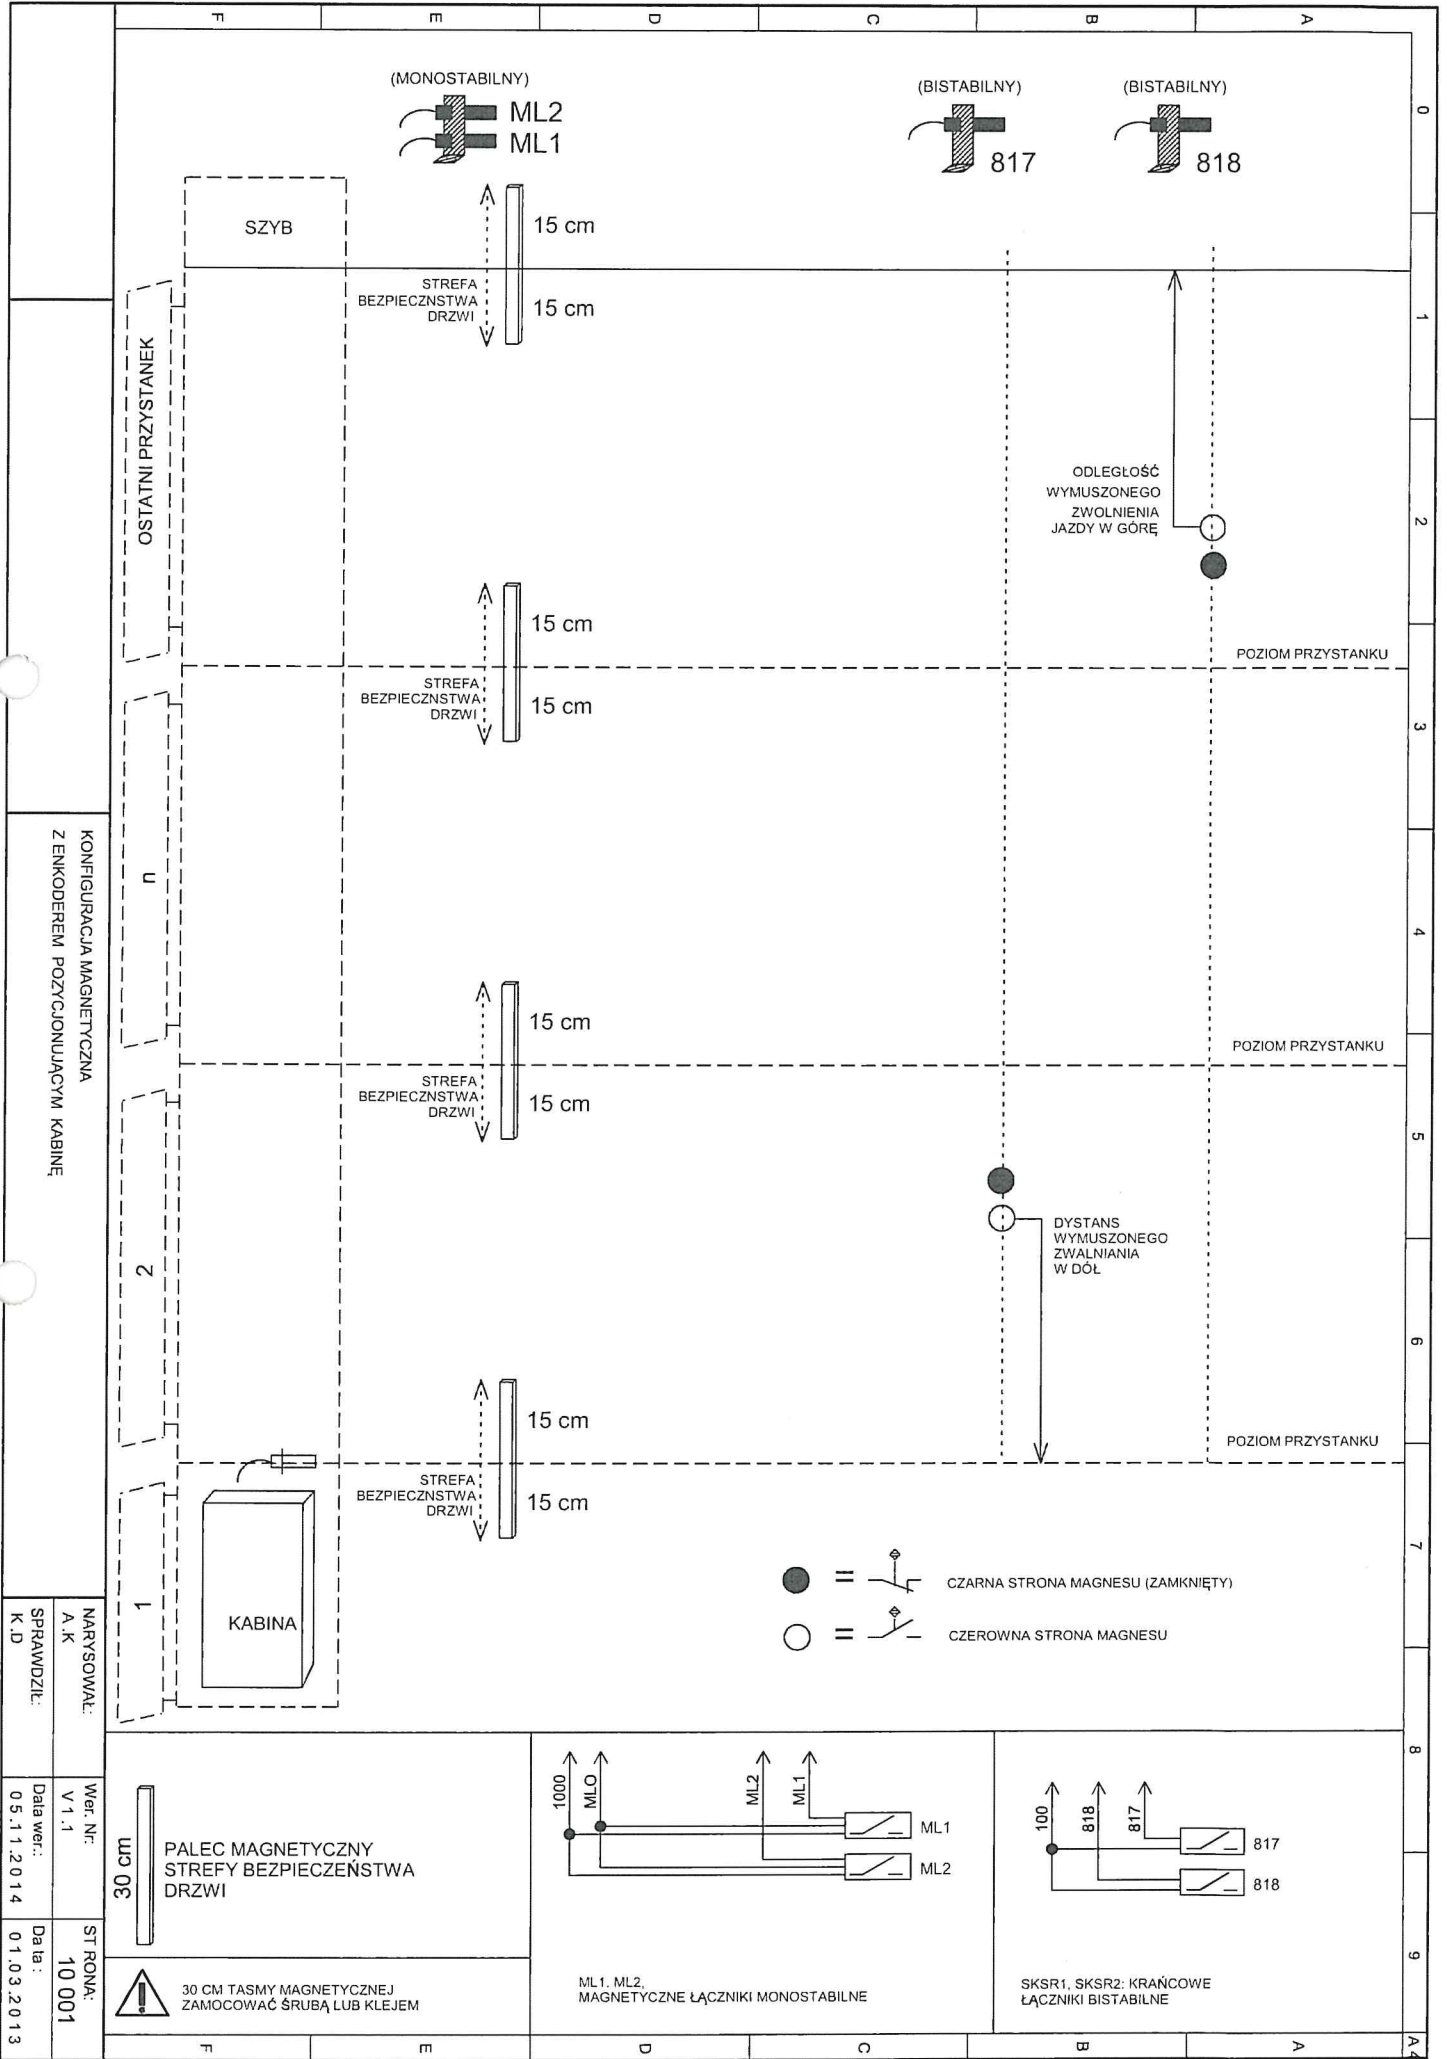 F
E
D
C
B
A
0
1
2
3
4
5
6
7
8
9
A4
(MONOSTABILNY)
ML2
ML1
(BISTABILNY)
817
(BISTABILNY)
818
SZYB
15 cm
STREFA
BEZPIECZNSTWA
DRZWI
15 cm
OSTATNI PRZYSTANEK
ODLEGŁOŚĆ
WYMUSZONEGO
ZWOLNIENIA
JAZDY W GÓRĘ
15 cm
POZIOM PRZYSTANKU
STREFA
BEZPIECZNSTWA
DRZWI
15 cm
n
15 cm
POZIOM PRZYSTANKU
STREFA
BEZPIECZNSTWA
DRZWI
15 cm
2
DYSTANS
WYMUSZONEGO
ZWALNIANIA
W DÓŁ
15 cm
POZIOM PRZYSTANKU
STREFA
BEZPIECZNSTWA
DRZWI
15 cm
1
KABINA
= CZARNA STRONA MAGNESU (ZAMKNIĘTY)
= CZEROWNA STRONA MAGNESU
30 cm
PALEC MAGNETYCZNY
STREFY BEZPIECZEŃSTWA
DRZWI
30 CM TASMY MAGNETYCZNEJ
ZAMOCOWAĆ ŚRUBĄ LUB KLEJEM
1000
MLO
ML2
ML1
ML1
ML2
ML1. ML2,
MAGNETYCZNE ŁĄCZNIKI MONOSTABILNE
100
818
817
817
818
SKSR1, SKSR2: KRAŃCOWE
ŁĄCZNIKI BISTABILNE
F
E
D
C
B
A
KONFIGURACJA MAGNETYCZNA
Z ENKODEREM POZYCJONUJĄCYM KABINĘ
NARYSOWAŁ:
A.K
SPRAWDZIŁ:
K.D
Wer. Nr:
V1.1
Data wer.:
05.11.2014
STRONA:
10 001
Data:
01.03.2013